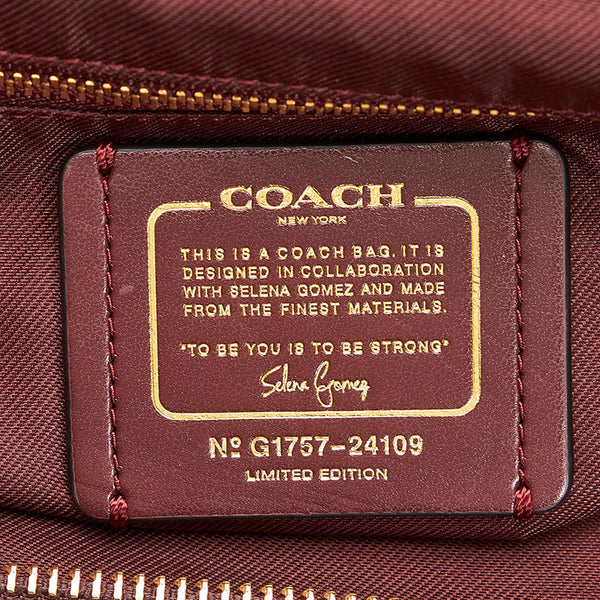 COACH
NEW YORK
THIS IS A COACH BAG. IT IS
DESIGNED IN COLLABORATION
WITH SELENA GOMEZ AND MADE
FROM THE FINEST MATERIALS.
"TO BE YOU IS TO BE STRONG"
Selena Gomez
Nº G1757-24109
LIMITED EDITION